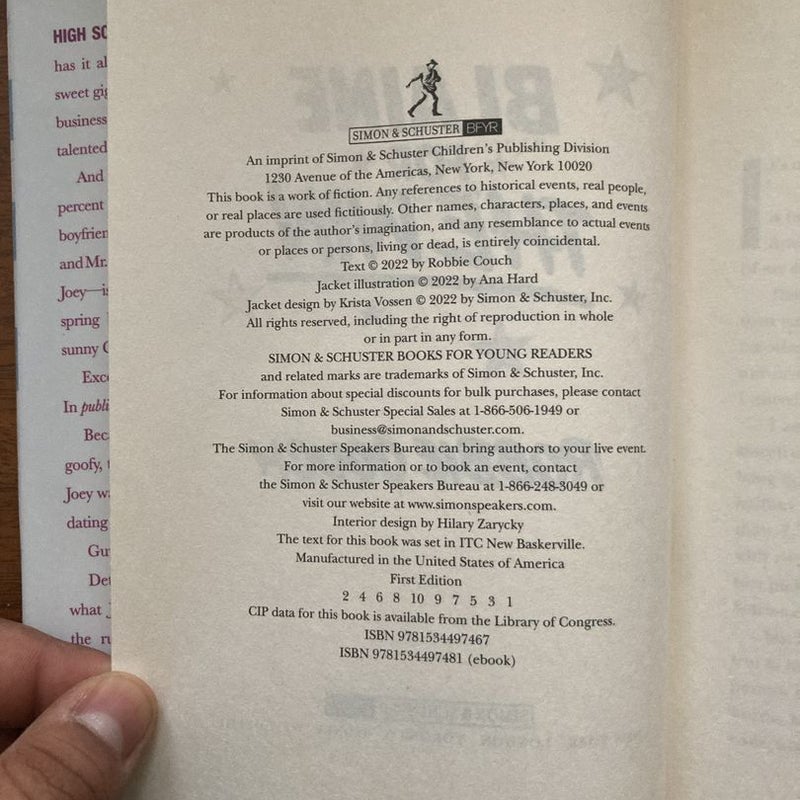 HIGH SC
has it al
sweet gig
business
talented
And
percent
boyfrien
and Mr.
Joey—is
spring
sunny C
Exce
In publi
Beca
goofy, t
Joey wa
dating
Gu
Det
what J
the ru
BLAINE
SIMON & SCHUSTER BFYR
An imprint of Simon & Schuster Children's Publishing Division
1230 Avenue of the Americas, New York, New York 10020
This book is a work of fiction. Any references to historical events, real people,
or real places are used fictitiously. Other names, characters, places, and events
are products of the author's imagination, and any resemblance to actual events
or places or persons, living or dead, is entirely coincidental.
Text © 2022 by Robbie Couch
Jacket illustration © 2022 by Ana Hard
Jacket design by Krista Vossen © 2022 by Simon & Schuster, Inc.
All rights reserved, including the right of reproduction in whole
or in part in any form.
SIMON & SCHUSTER BOOKS FOR YOUNG READERS
and related marks are trademarks of Simon & Schuster, Inc.
For information about special discounts for bulk purchases, please contact
Simon & Schuster Special Sales at 1-866-506-1949 or
business@simonandschuster.com.
The Simon & Schuster Speakers Bureau can bring authors to your live event.
For more information or to book an event, contact
the Simon & Schuster Speakers Bureau at 1-866-248-3049 or
visit our website at www.simonspeakers.com.
Interior design by Hilary Zarycky
The text for this book was set in ITC New Baskerville.
Manufactured in the United States of America
First Edition
2 4 6 8 10 9 7 5 3 1
CIP data for this book is available from the Library of Congress.
ISBN 9781534497467
ISBN 9781534497481 (ebook)